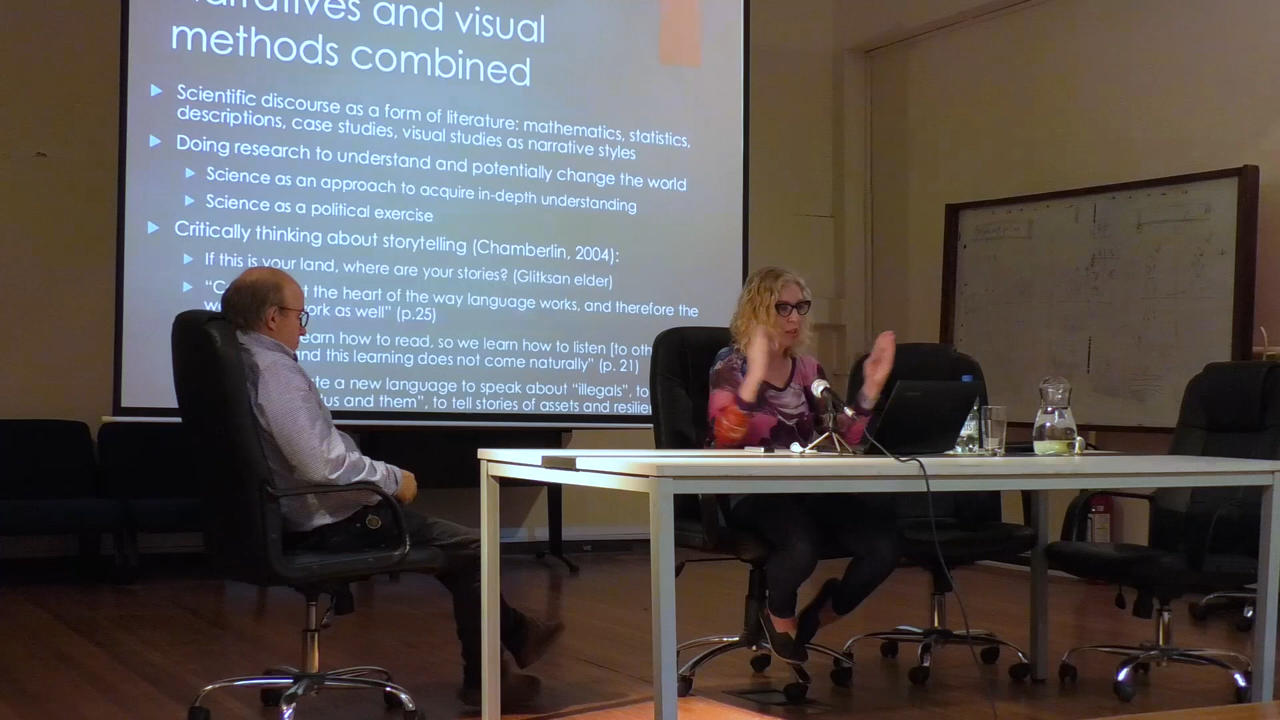 narratives and visual
methods combined
Scientific discourse as a form of literature: mathematics, statistics,
descriptions, case studies, visual studies as narrative styles
Doing research to understand and potentially change the world
Science as an approach to acquire in-depth understanding
Science as a political exercise
Critically thinking about storytelling (Chamberlin, 2004):
If this is your land, where are your stories? (Glitksan elder)
t the heart of the way language works, and therefore the
ork as well” (p.25)
earn how to read, so we learn how to listen [to oth
nd this learning does not come naturally” (p. 21)
te a new language to speak about “illegals”, to
us and them”, to tell stories of assets and resilie